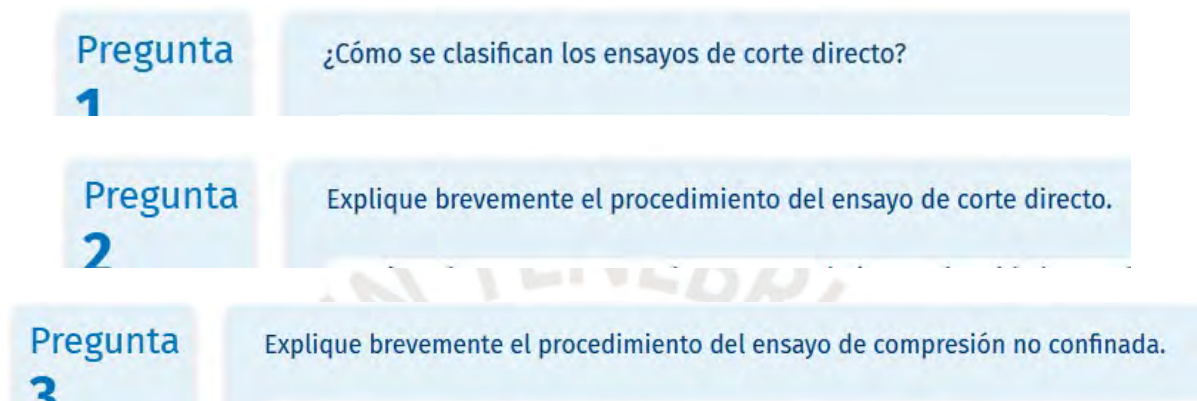 Pregunta
1
¿Cómo se clasifican los ensayos de corte directo?
Pregunta
2
Explique brevemente el procedimiento del ensayo de corte directo.
Pregunta
3
Explique brevemente el procedimiento del ensayo de compresión no confinada.